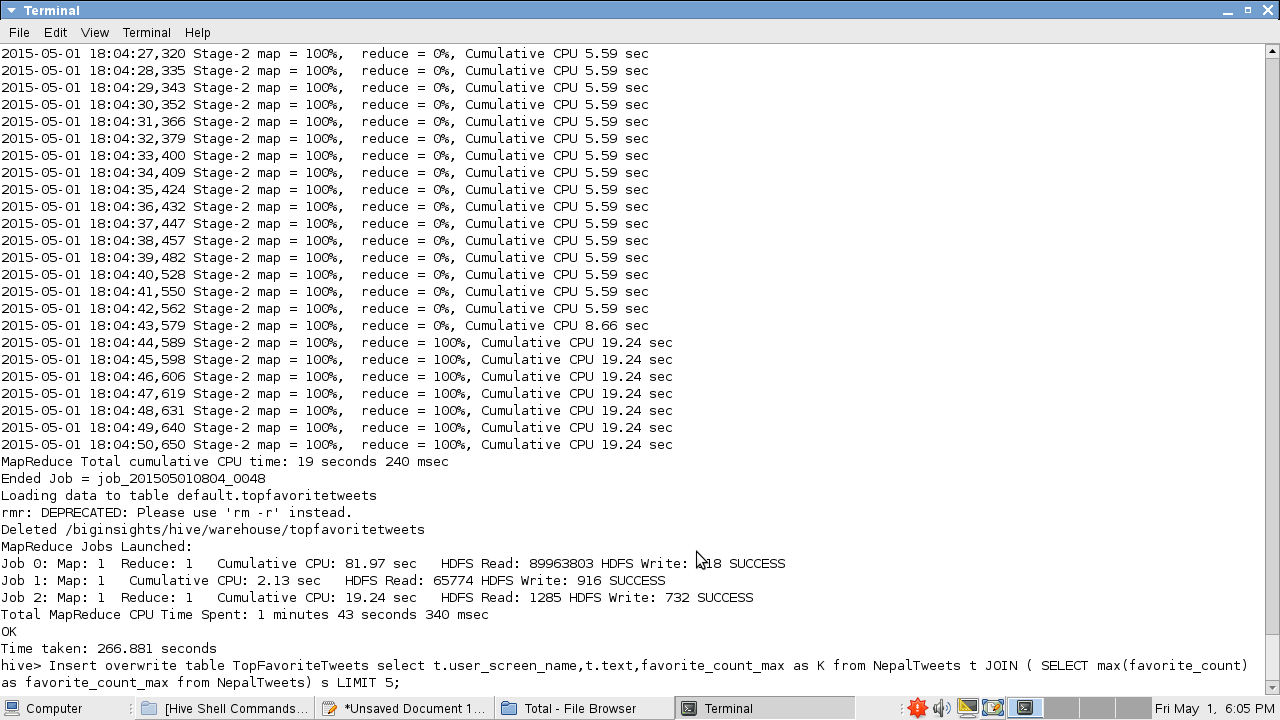 Terminal
File Edit View Terminal Help
2015-05-01 18:04:27,320 Stage-2 map = 100%,  reduce = 0%, Cumulative CPU 5.59 sec
2015-05-01 18:04:28,335 Stage-2 map = 100%,  reduce = 0%, Cumulative CPU 5.59 sec
2015-05-01 18:04:29,343 Stage-2 map = 100%,  reduce = 0%, Cumulative CPU 5.59 sec
2015-05-01 18:04:30,352 Stage-2 map = 100%,  reduce = 0%, Cumulative CPU 5.59 sec
2015-05-01 18:04:31,366 Stage-2 map = 100%,  reduce = 0%, Cumulative CPU 5.59 sec
2015-05-01 18:04:32,379 Stage-2 map = 100%,  reduce = 0%, Cumulative CPU 5.59 sec
2015-05-01 18:04:33,400 Stage-2 map = 100%,  reduce = 0%, Cumulative CPU 5.59 sec
2015-05-01 18:04:34,409 Stage-2 map = 100%,  reduce = 0%, Cumulative CPU 5.59 sec
2015-05-01 18:04:35,424 Stage-2 map = 100%,  reduce = 0%, Cumulative CPU 5.59 sec
2015-05-01 18:04:36,432 Stage-2 map = 100%,  reduce = 0%, Cumulative CPU 5.59 sec
2015-05-01 18:04:37,447 Stage-2 map = 100%,  reduce = 0%, Cumulative CPU 5.59 sec
2015-05-01 18:04:38,457 Stage-2 map = 100%,  reduce = 0%, Cumulative CPU 5.59 sec
2015-05-01 18:04:39,482 Stage-2 map = 100%,  reduce = 0%, Cumulative CPU 5.59 sec
2015-05-01 18:04:40,528 Stage-2 map = 100%,  reduce = 0%, Cumulative CPU 5.59 sec
2015-05-01 18:04:41,550 Stage-2 map = 100%,  reduce = 0%, Cumulative CPU 5.59 sec
2015-05-01 18:04:42,562 Stage-2 map = 100%,  reduce = 0%, Cumulative CPU 5.59 sec
2015-05-01 18:04:43,579 Stage-2 map = 100%,  reduce = 0%, Cumulative CPU 8.66 sec
2015-05-01 18:04:44,589 Stage-2 map = 100%,  reduce = 100%, Cumulative CPU 19.24 sec
2015-05-01 18:04:45,598 Stage-2 map = 100%,  reduce = 100%, Cumulative CPU 19.24 sec
2015-05-01 18:04:46,606 Stage-2 map = 100%,  reduce = 100%, Cumulative CPU 19.24 sec
2015-05-01 18:04:47,619 Stage-2 map = 100%,  reduce = 100%, Cumulative CPU 19.24 sec
2015-05-01 18:04:48,631 Stage-2 map = 100%,  reduce = 100%, Cumulative CPU 19.24 sec
2015-05-01 18:04:49,640 Stage-2 map = 100%,  reduce = 100%, Cumulative CPU 19.24 sec
2015-05-01 18:04:50,650 Stage-2 map = 100%,  reduce = 100%, Cumulative CPU 19.24 sec
MapReduce Total cumulative CPU time: 19 seconds 240 msec
Ended Job = job_201505010804_0048
Loading data to table default.topfavoritetweets
rmr: DEPRECATED: Please use 'rm -r' instead.
Deleted /biginsights/hive/warehouse/topfavoritetweets
MapReduce Jobs Launched:
Job 0: Map: 1  Reduce: 1   Cumulative CPU: 81.97 sec   HDFS Read: 89963803 HDFS Write: 18 SUCCESS
Job 1: Map: 1   Cumulative CPU: 2.13 sec   HDFS Read: 65774 HDFS Write: 916 SUCCESS
Job 2: Map: 1  Reduce: 1   Cumulative CPU: 19.24 sec   HDFS Read: 1285 HDFS Write: 732 SUCCESS
Total MapReduce CPU Time Spent: 1 minutes 43 seconds 340 msec
OK
Time taken: 266.881 seconds
hive> Insert overwrite table TopFavoriteTweets select t.user_screen_name,t.text,favorite_count_max as K from NepalTweets t JOIN ( SELECT max(favorite_count)
as favorite_count_max from NepalTweets) s LIMIT 5;
Computer [Hive Shell Commands... *Unsaved Document 1... Total - File Browser Terminal Fri May 1, 6:05 PM